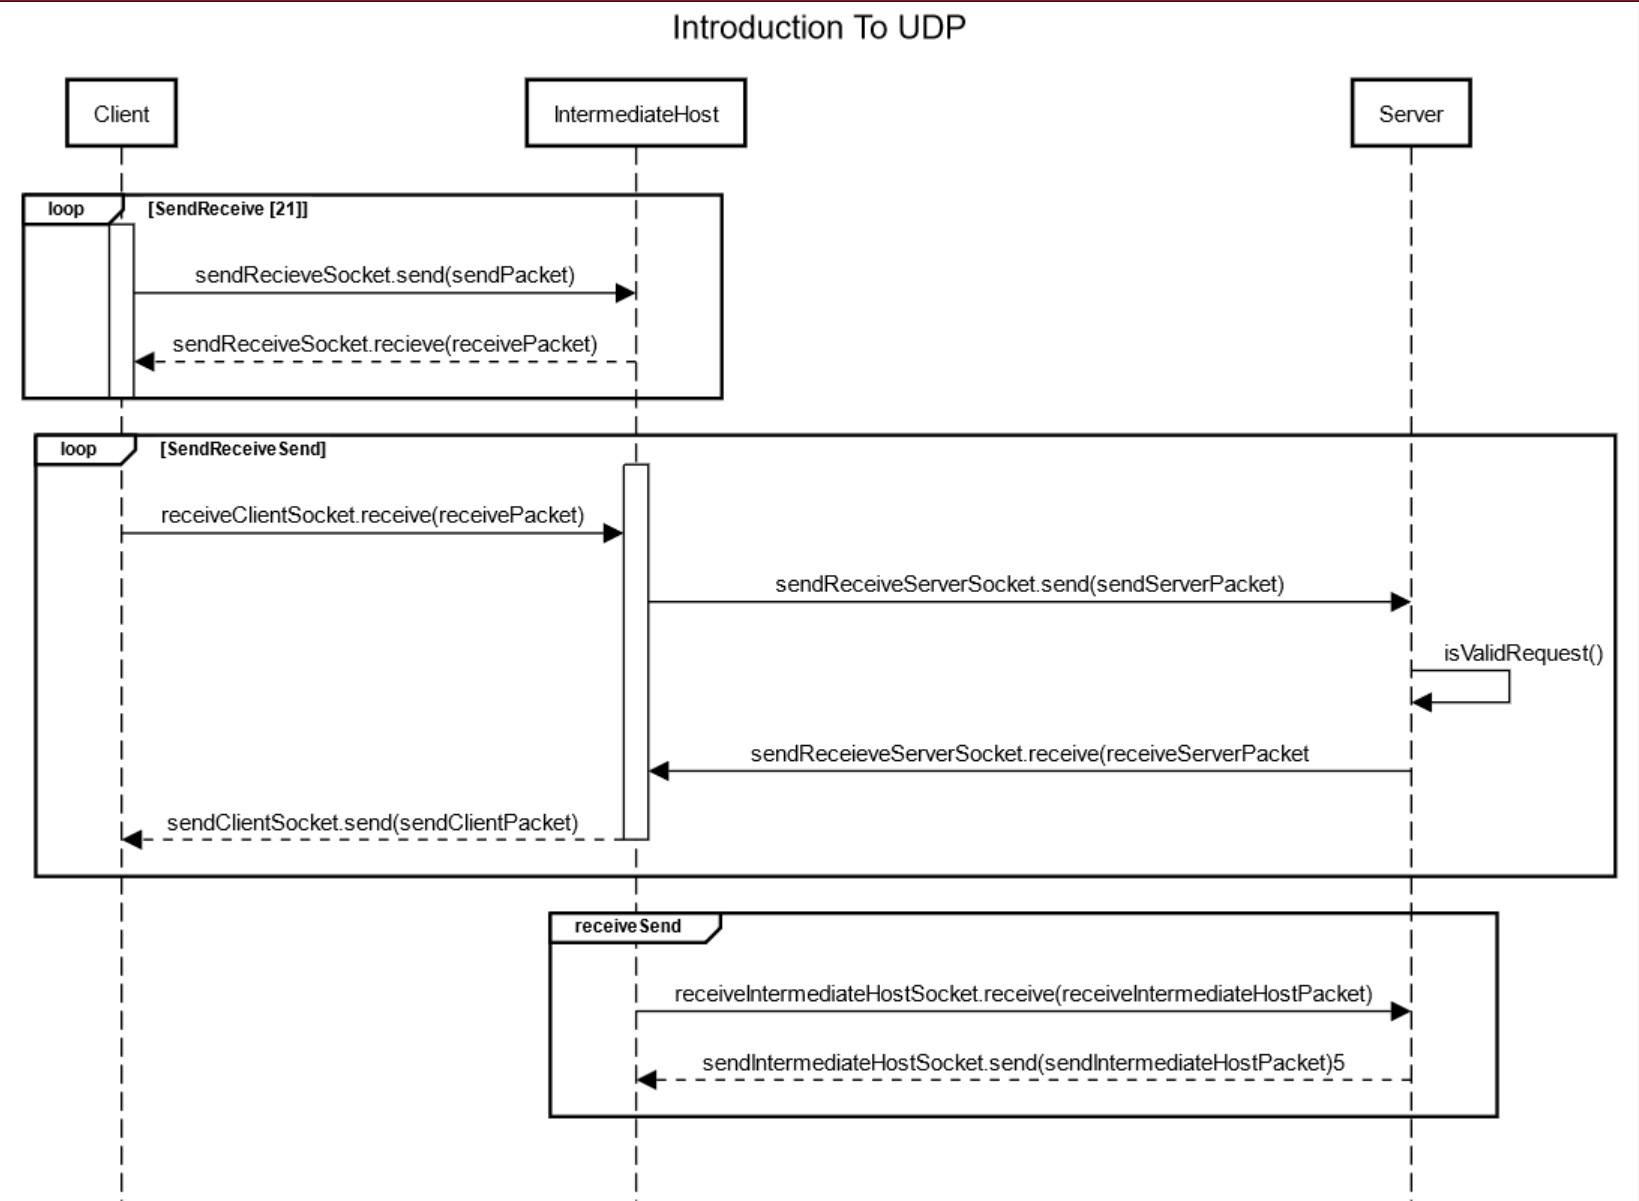 Introduction To UDP
Client
IntermediateHost
Server
loop
[SendReceive [21]]
sendRecieveSocket.send(sendPacket)
sendReceiveSocket.recieve(receivePacket)
loop
[SendReceiveSend]
receiveClientSocket.receive(receivePacket)
sendReceiveServerSocket.send(sendServerPacket)
isValidRequest()
sendReceieveServerSocket.receive(receiveServerPacket
sendClientSocket.send(sendClientPacket)
receiveSend
receiveIntermediateHostSocket.receive(receiveIntermediateHostPacket)
sendIntermediateHostSocket.send(sendIntermediateHostPacket)5